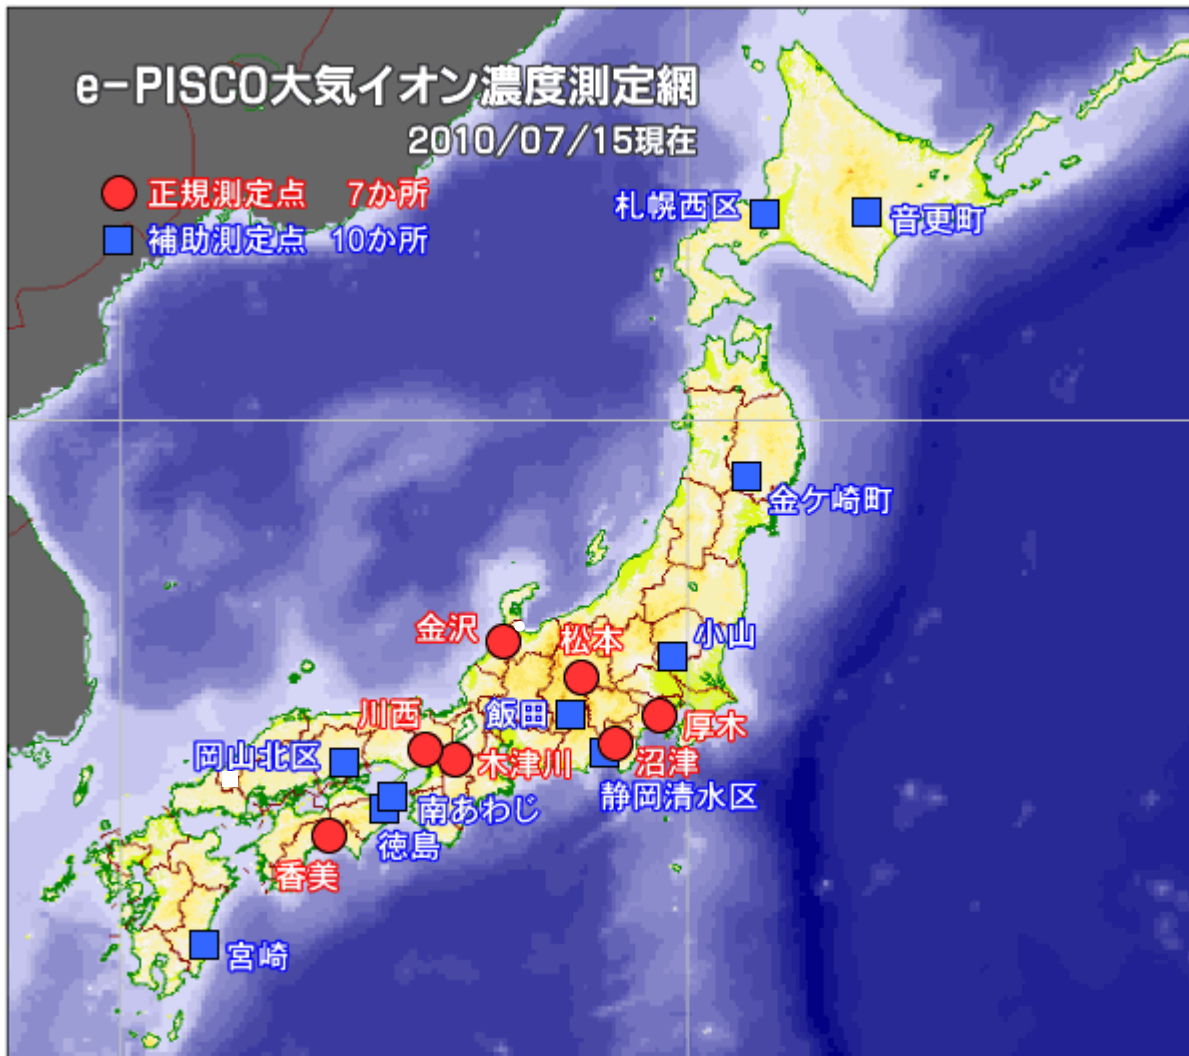 e-PISCO大気イオン濃度測定網
2010/07/15現在
正規測定点 7か所
補助測定点 10か所
札幌西区
音更町
金ケ崎町
金沢
松本
小山
川西
飯田
厚木
岡山北区
木津川
沼津
静岡清水区
南あわじ
徳島
香美
宮崎